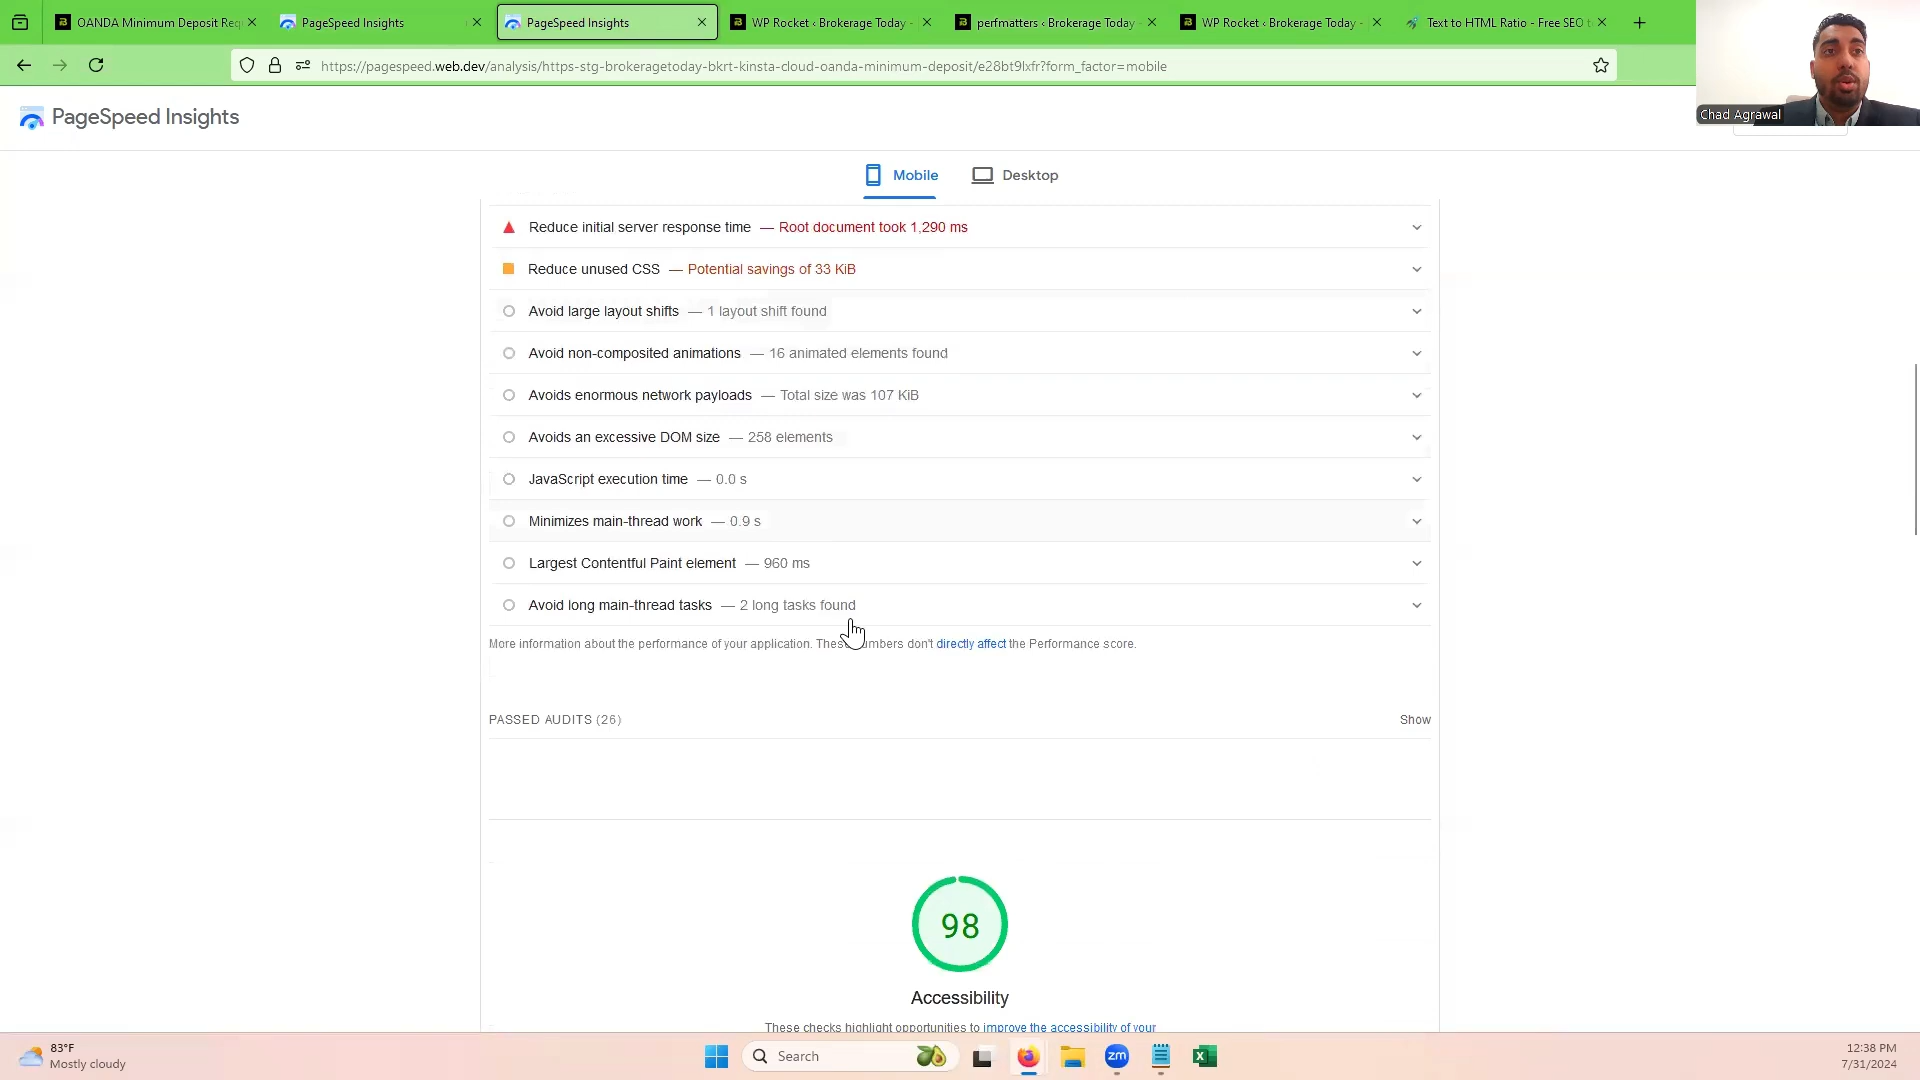 OANDA Minimum Deposit Req
PageSpeed Insights
PageSpeed Insights
WP Rocket ‹ Brokerage Today -
perfmatters ‹ Brokerage Today -
WP Rocket ‹ Brokerage Today -
Text to HTML Ratio - Free SEO t
https://pagespeed.web.dev/analysis/https-stg-brokeragetoday-bkrt-kinsta-cloud-oanda-minimum-deposit/e28bt9lxfr?form_factor=mobile
PageSpeed Insights
Chad Agrawal
Mobile
Desktop
Reduce initial server response time — Root document took 1,290 ms
Reduce unused CSS — Potential savings of 33 KiB
Avoid large layout shifts — 1 layout shift found
Avoid non-composited animations — 16 animated elements found
Avoids enormous network payloads — Total size was 107 KiB
Avoids an excessive DOM size — 258 elements
JavaScript execution time — 0.0 s
Minimizes main-thread work — 0.9 s
Largest Contentful Paint element — 960 ms
Avoid long main-thread tasks — 2 long tasks found
More information about the performance of your application. These numbers don't directly affect the Performance score.
PASSED AUDITS (26)
Show
98
Accessibility
These checks highlight opportunities to improve the accessibility of your
83°F
Mostly cloudy
Search
zm
X
12:38 PM
7/31/2024